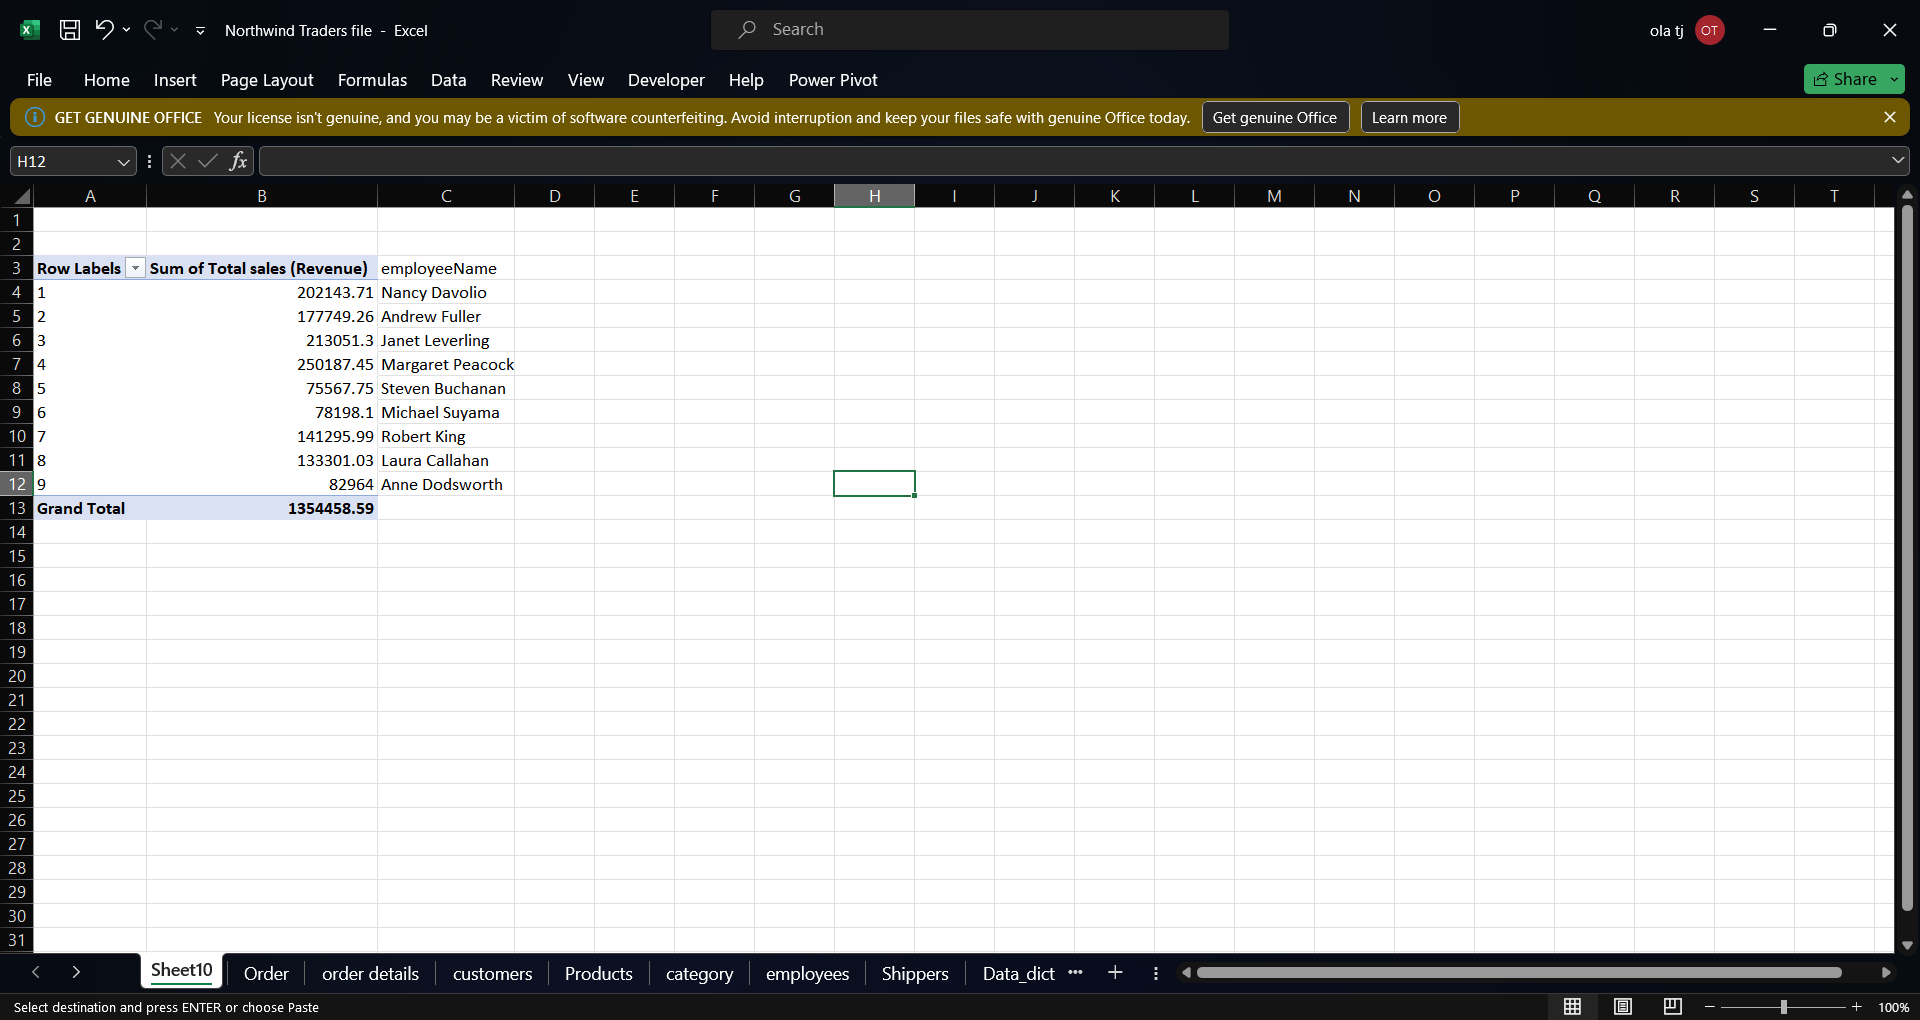 Northwind Traders file - Excel
Search
ola tj
OT
File Home Insert Page Layout Formulas Data Review View Developer Help Power Pivot
Share
GET GENUINE OFFICE Your license isn't genuine, and you may be a victim of software counterfeiting. Avoid interruption and keep your files safe with genuine Office today. Get genuine Office Learn more
H12 fx
A B C D E F G H I J K L M N O P Q R S T
1
2
3 Row Labels Sum of Total sales (Revenue) employeeName
4 1 202143.71 Nancy Davolio
5 2 177749.26 Andrew Fuller
6 3 213051.3 Janet Leverling
7 4 250187.45 Margaret Peacock
8 5 75567.75 Steven Buchanan
9 6 78198.1 Michael Suyama
10 7 141295.99 Robert King
11 8 133301.03 Laura Callahan
12 9 82964 Anne Dodsworth
13 Grand Total 1354458.59
14
15
16
17
18
19
20
21
22
23
24
25
26
27
28
29
30
31
Sheet10 Order order details customers Products category employees Shippers Data_dict ...
Select destination and press ENTER or choose Paste
100%